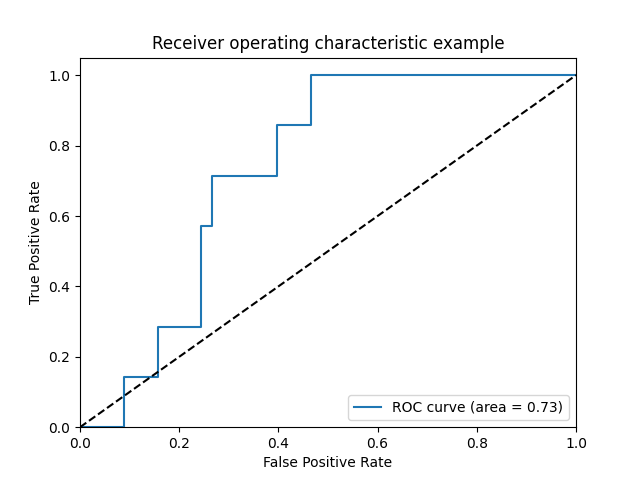 Receiver operating characteristic example
True Positive Rate
1.0
0.8
0.6
0.4
0.2
0.0
ROC curve (area = 0.73)
0.0 0.2 0.4 0.6 0.8 1.0
False Positive Rate